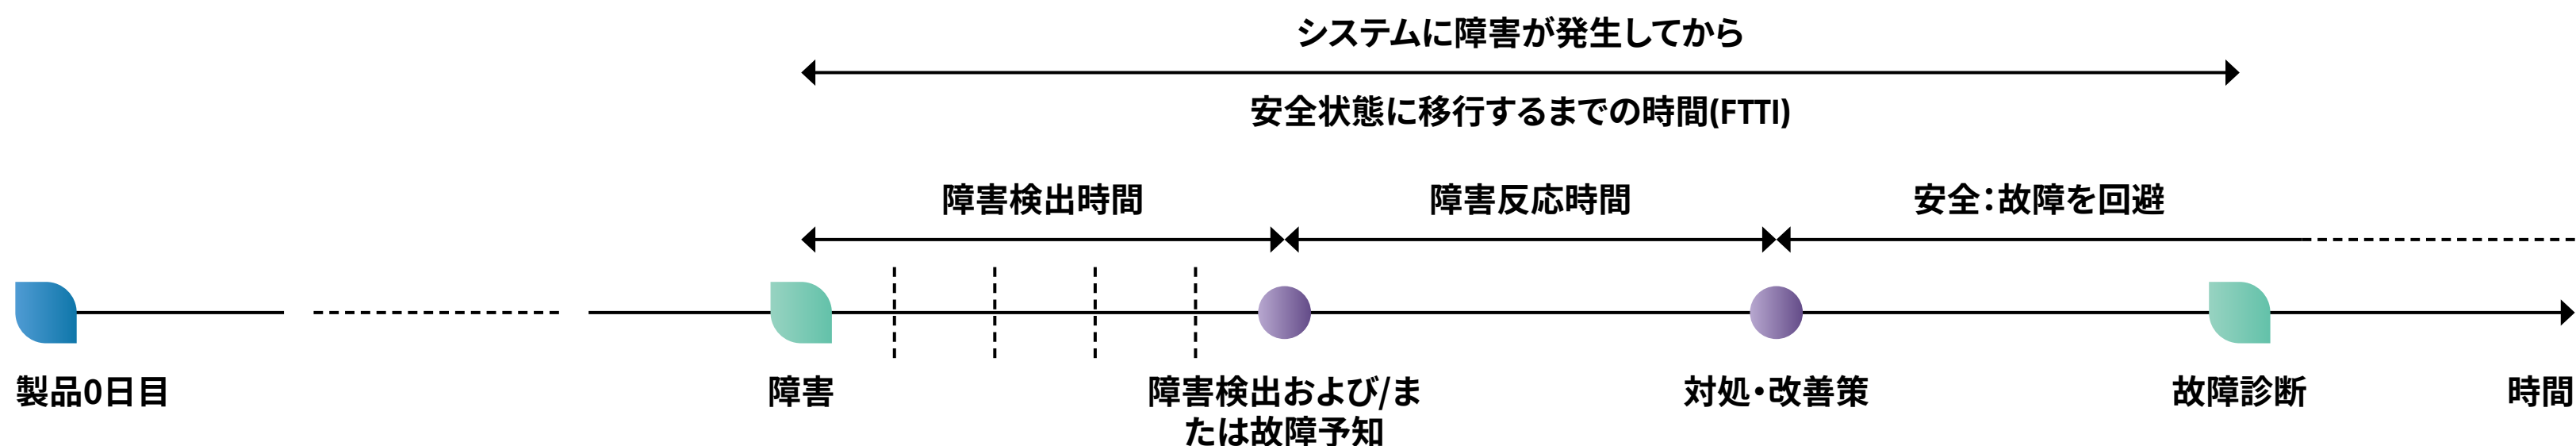 システムに障害が発生してから
安全状態に移行するまでの時間(FTTI)
障害検出時間
障害反応時間
安全：故障を回避
製品0日目
障害
障害検出および/ま
たは故障予知
対処・改善策
故障診断
時間